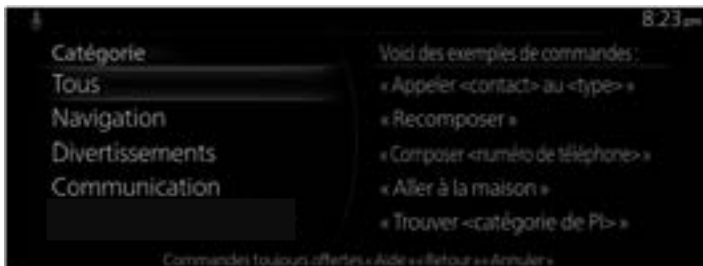 8:23 pm
Catégorie
Tous
Navigation
Divertissements
Communication
Voici des exemples de commandes :
« Appeler <contact> au <type> »
« Recomposer »
« Composer <numéro de téléphone> »
« Aller à la maison »
« Trouver <catégorie de PI> »
Commandes toujours offertes « Aide » « Retour » « Annuler »